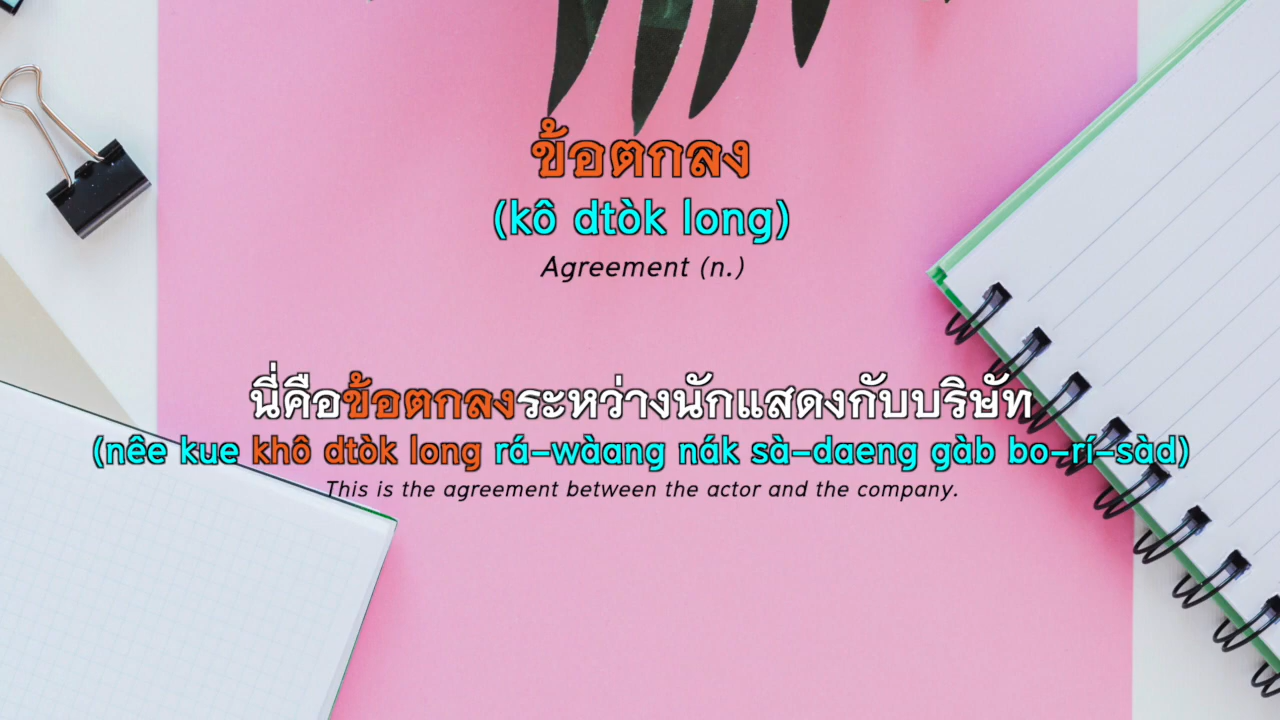 ข้อตกลง
(kô dtòk long)
Agreement (n.)
นี่คือข้อตกลงระหว่างนักแสดงกับบริษัท
(nêe kue khô dtòk long rá-wàang nák sà-daeng gàb bo-rí-sàd)
This is the agreement between the actor and the company.